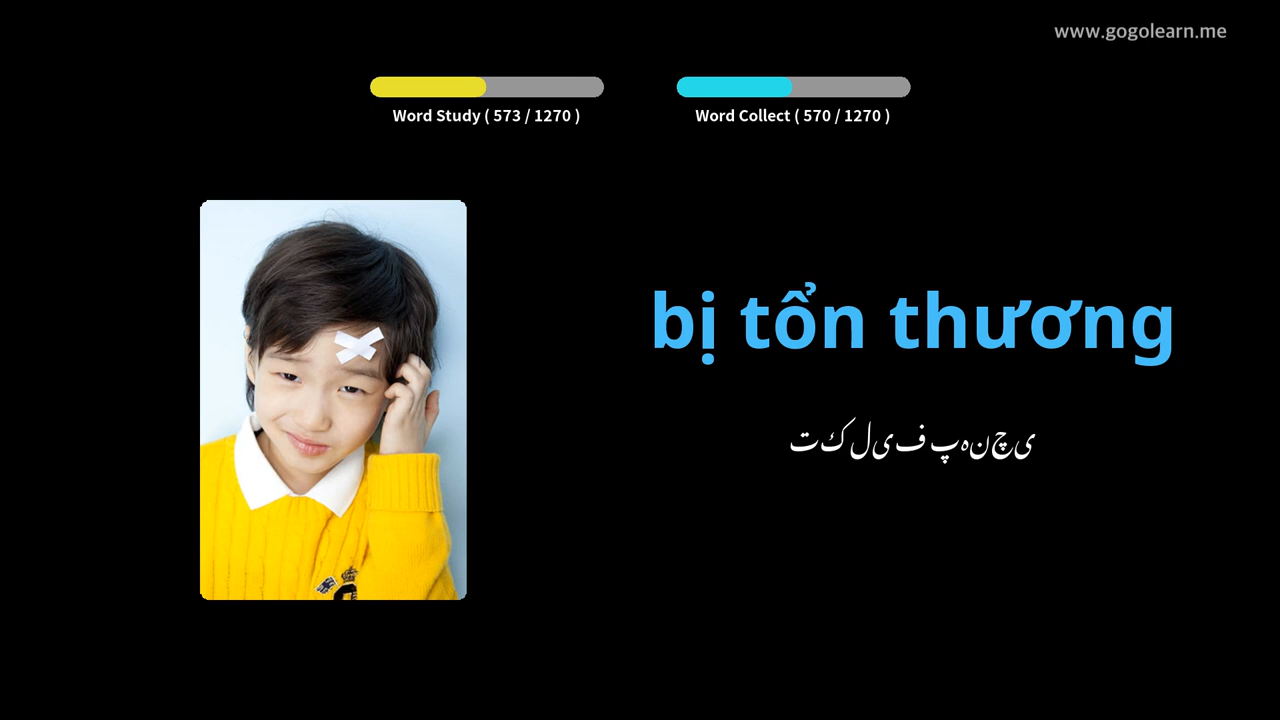 www.gogolearn.me
Word Study ( 573 / 1270 )
Word Collect ( 570 / 1270 )
bị tổn thương
تکلیف پہنچی